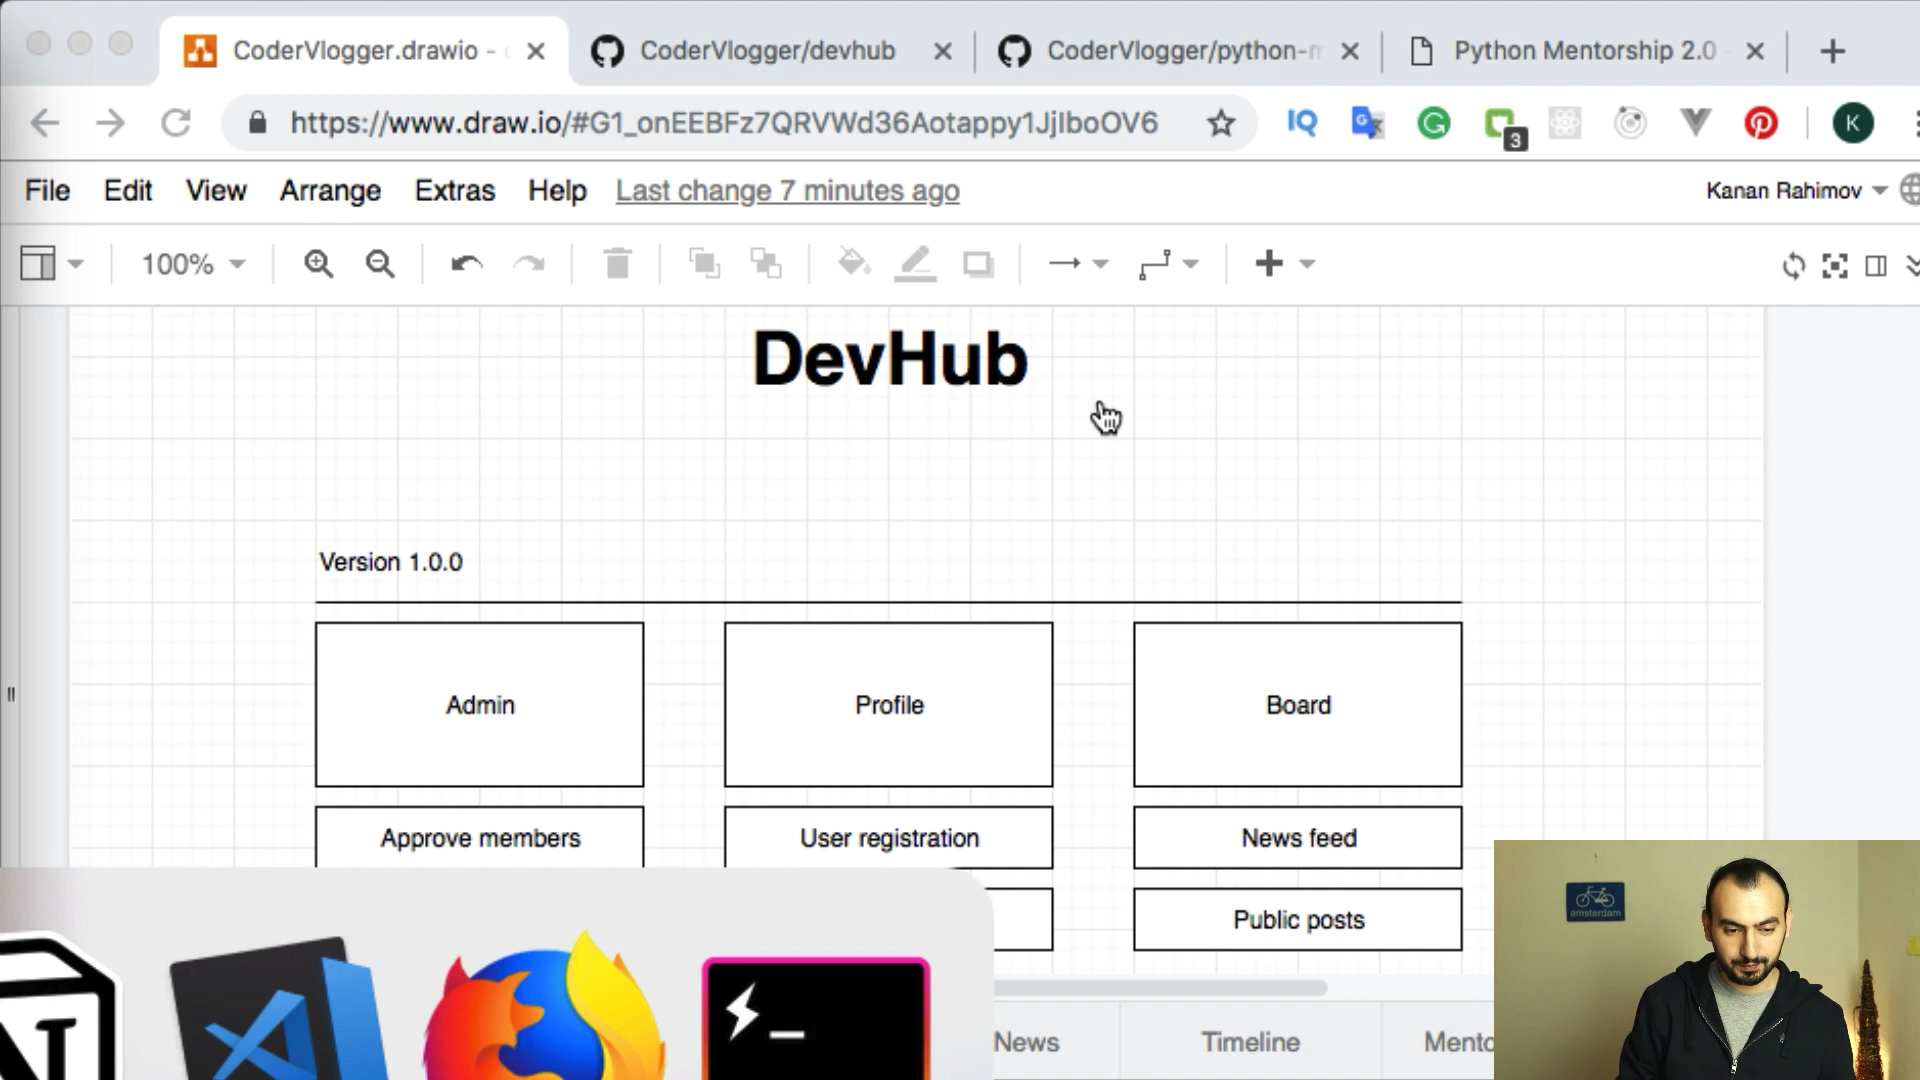 CoderVlogger.drawio -
CoderVlogger/devhub
CoderVlogger/python-m
Python Mentorship 2.0
https://www.draw.io/#G1_onEEBFz7QRVWd36Aotappy1JjlboOV6
IQ
G
3
K
File Edit View Arrange Extras Help Last change 7 minutes ago
Kanan Rahimov
100%
DevHub
Version 1.0.0
Admin
Profile
Board
Approve members
User registration
News feed
Public posts
amsterdam
News
Timeline
Mento